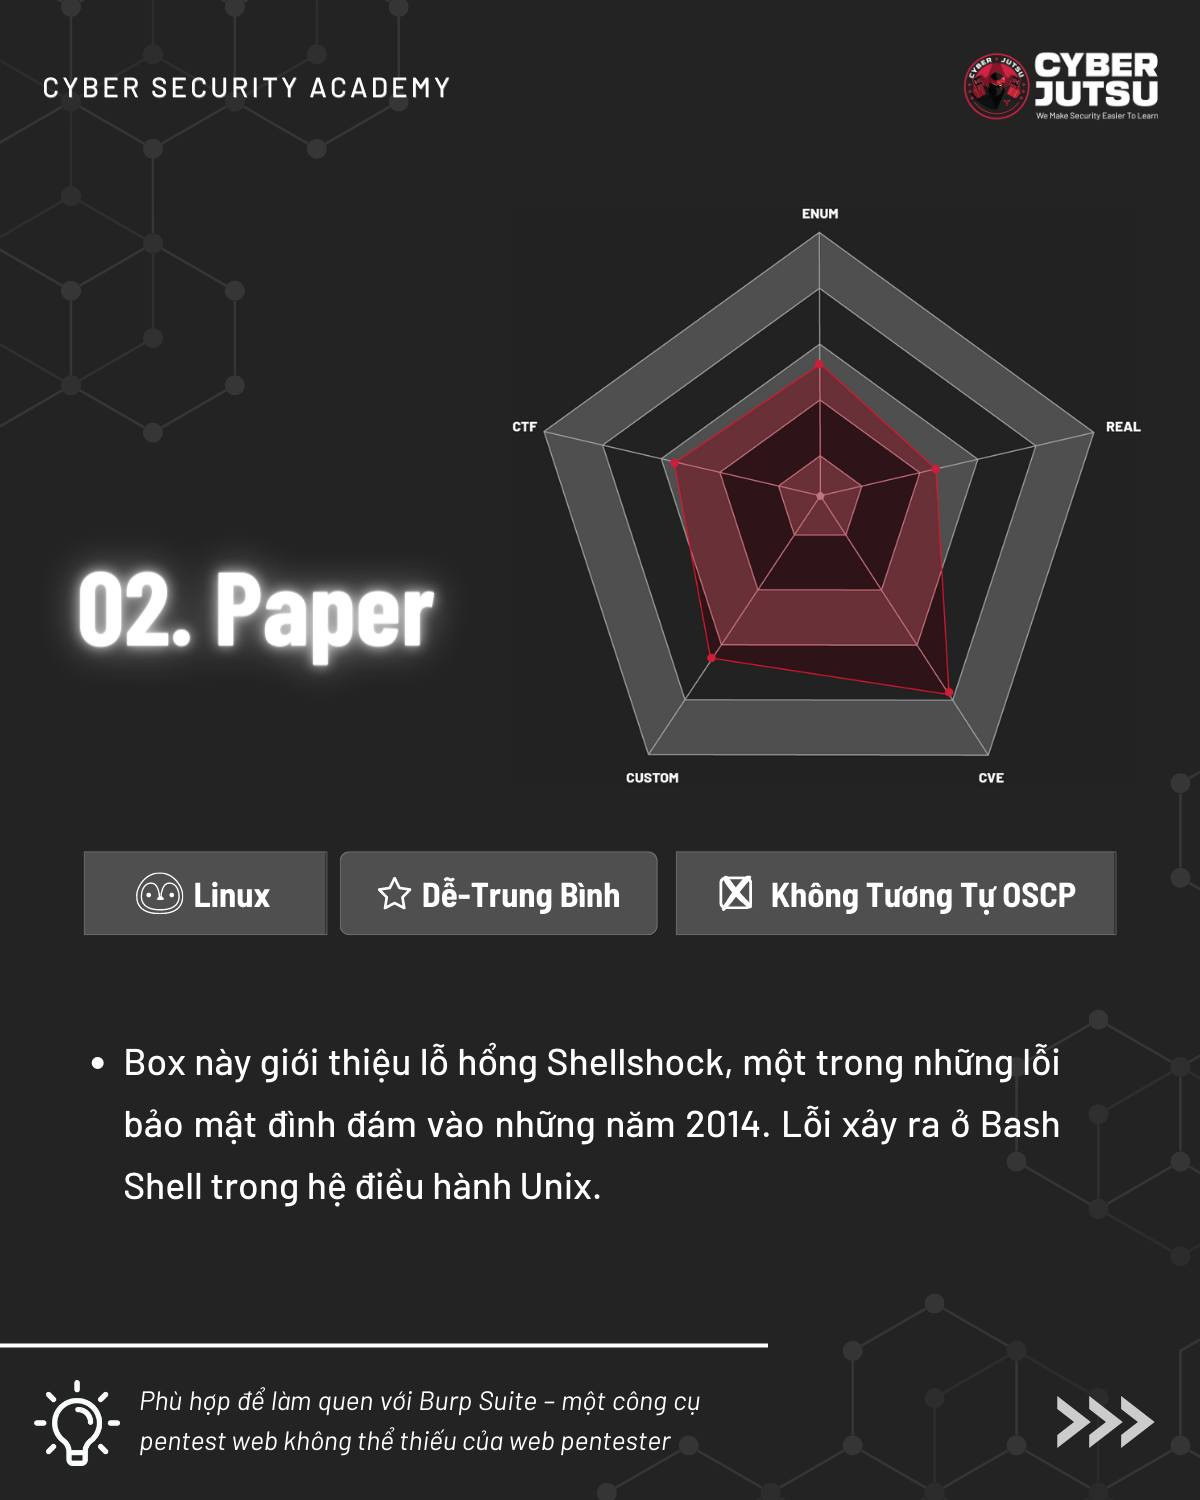 CYBER SECURITY ACADEMY
CYBER JUTSU
CYBER
JUTSU
We Make Security Easier To Learn
ENUM
CTF
REAL
02. Paper
CUSTOM
CVE
Linux
Dễ-Trung Bình
Không Tương Tự OSCP
• Box này giới thiệu lỗ hổng Shellshock, một trong những lỗi
bảo mật đình đám vào những năm 2014. Lỗi xảy ra ở Bash
Shell trong hệ điều hành Unix.
Phù hợp để làm quen với Burp Suite – một công cụ
pentest web không thể thiếu của web pentester